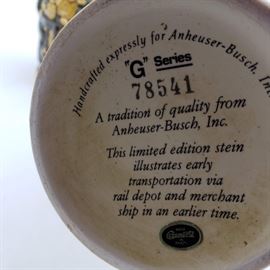 Handcrafted expressly for Anheuser-Busch, Inc.
"G" Series
78541
A tradition of quality from
Anheuser-Busch, Inc.
This limited edition stein
illustrates early
transportation via
rail depot and merchant
ship in an earlier time.